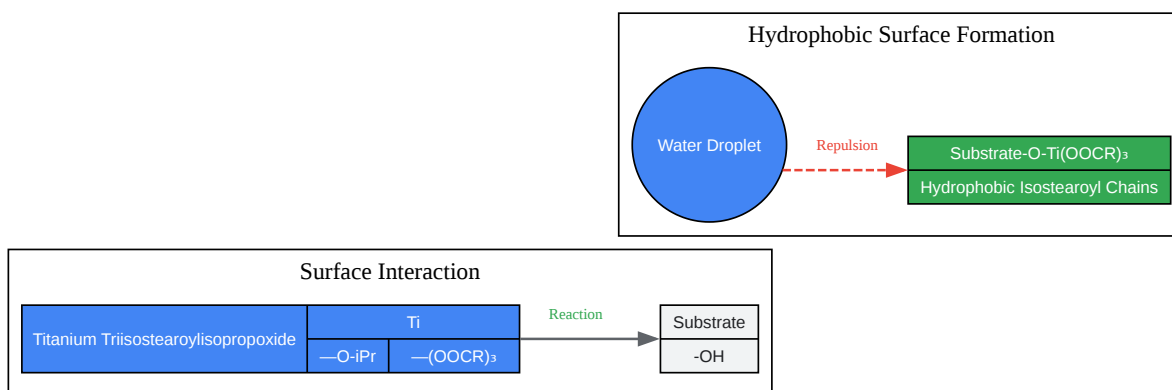 Hydrophobic Surface Formation
Water Droplet
Repulsion
Substrate-O-Ti(OOCR)₃
Hydrophobic Isostearoyl Chains
Surface Interaction
Titanium Triisostearoylisopropoxide
Ti
—O-iPr
—(OOCR)₃
Reaction
Substrate
-OH